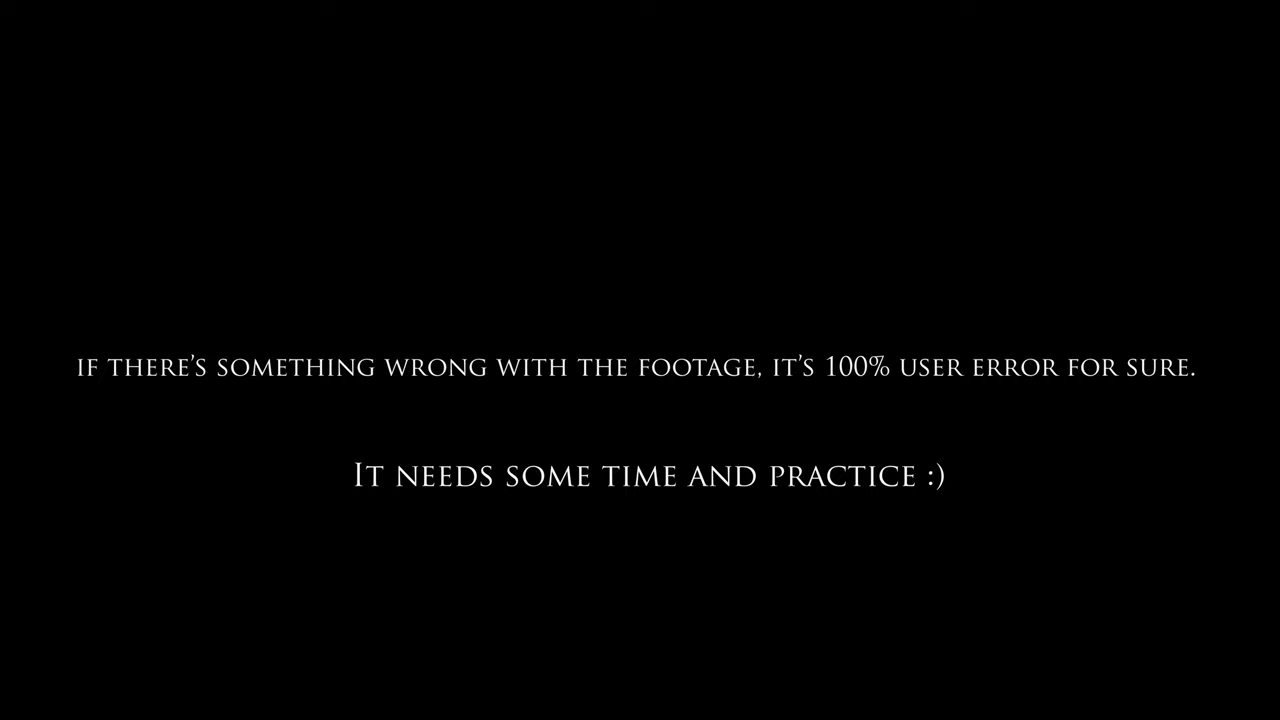 if there's something wrong with the footage, it's 100% user error for sure.
It needs some time and practice :)